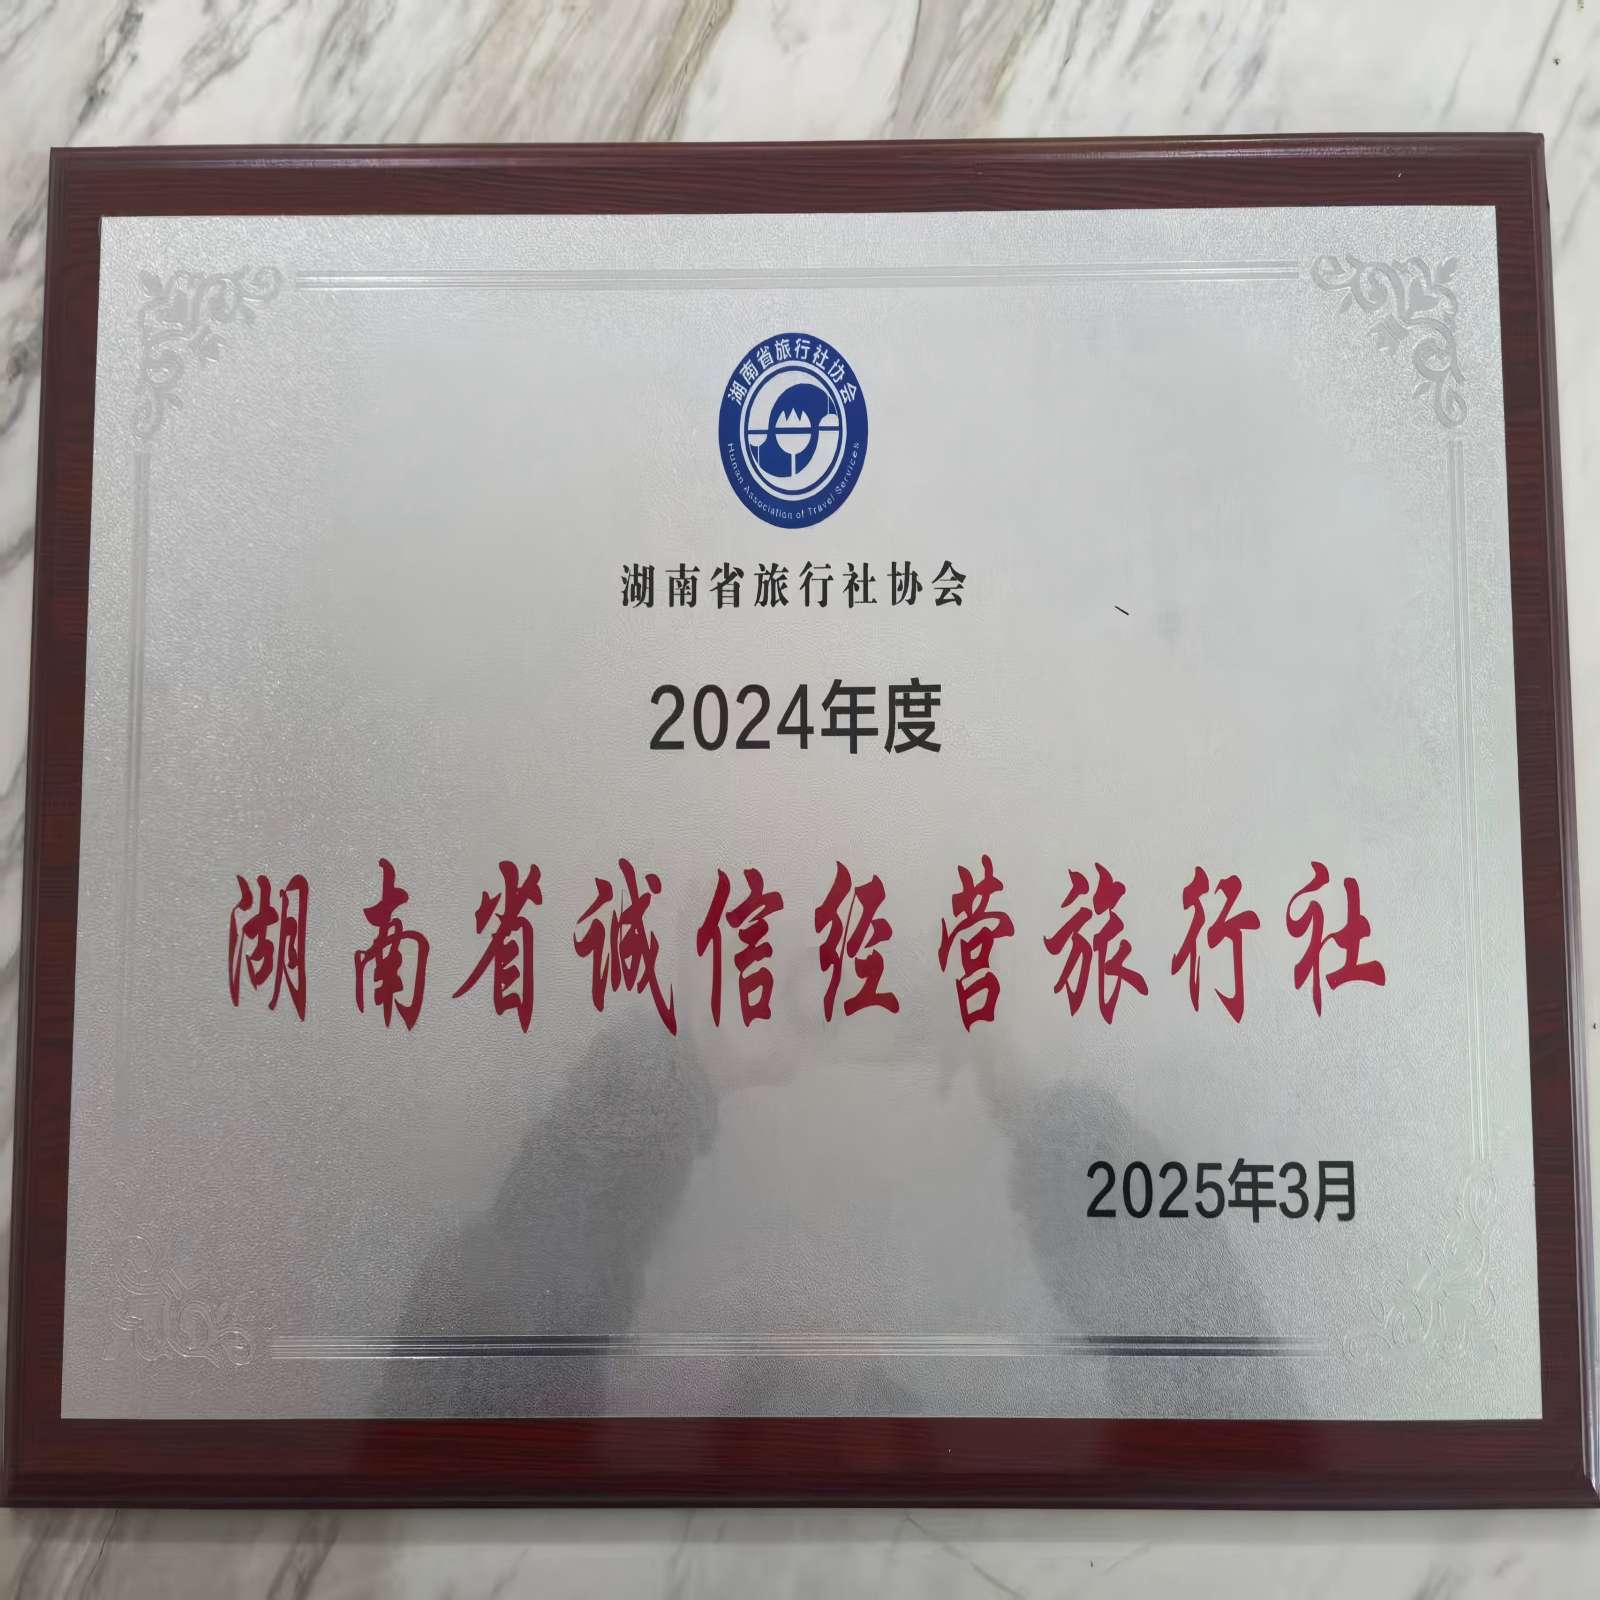 湖南省旅行社协会
Hunan Association of Travel Services
湖南省旅行社协会
2024年度
湖南省诚信经营旅行社
2025年3月